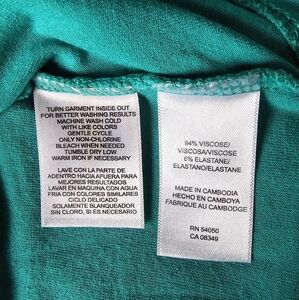 TURN GARMENT INSIDE OUT
FOR BETTER WASHING RESULTS
MACHINE WASH COLD
WITH LIKE COLORS
GENTLE CYCLE
ONLY NON-CHLORINE
BLEACH WHEN NEEDED
TUMBLE DRY LOW
WARM IRON IF NECESSARY
LAVE CON LA PARTE DE
ADENTRO HACIA AFUERA PARA
MEJORES RESULTADOS
LAVAR EN MAQUINA CON AGUA
FRIA CON COLORES SIMILARES
CICLO DELICADO
SOLAMENTE BLANQUEADOR
SIN CLORO, SI ES NECESARIO
94% VISCOSE/
VISCOSA/VISCOSE
6% ELASTANE/
ELASTANO/ELASTANE
MADE IN CAMBODIA
HECHO EN CAMBOYA
FABRIQUE AU CAMBODGE
RN 54050
CA 08349